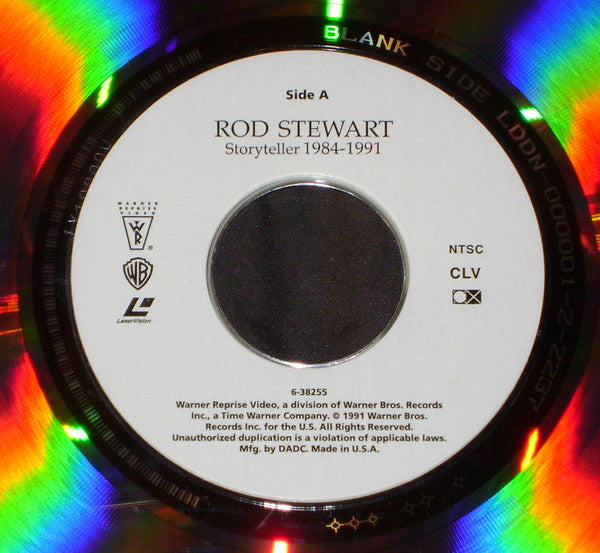 BLANK SIDE LDDN-000001-2-2237
Side A
ROD STEWART
Storyteller 1984-1991
WARNER
REPRISE
VIDEO
WB
LaserVision
NTSC
CLV
CX
6-38255
Warner Reprise Video, a division of Warner Bros. Records
Inc., a Time Warner Company. © 1991 Warner Bros.
Records Inc. for the U.S. All Rights Reserved.
Unauthorized duplication is a violation of applicable laws.
Mfg. by DADC. Made in U.S.A.